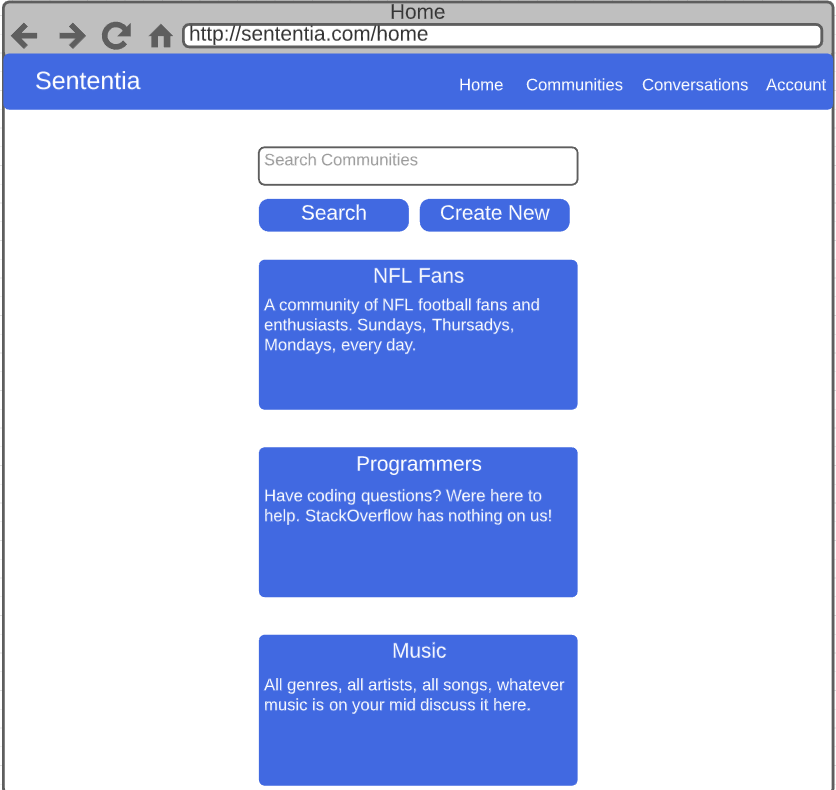 Home
http://sententia.com/home
Sententia
Home Communities Conversations Account
Search Communities
Search Create New
NFL Fans
A community of NFL football fans and
enthusiasts. Sundays, Thursadys,
Mondays, every day.
Programmers
Have coding questions? Were here to
help. StackOverflow has nothing on us!
Music
All genres, all artists, all songs, whatever
music is on your mid discuss it here.